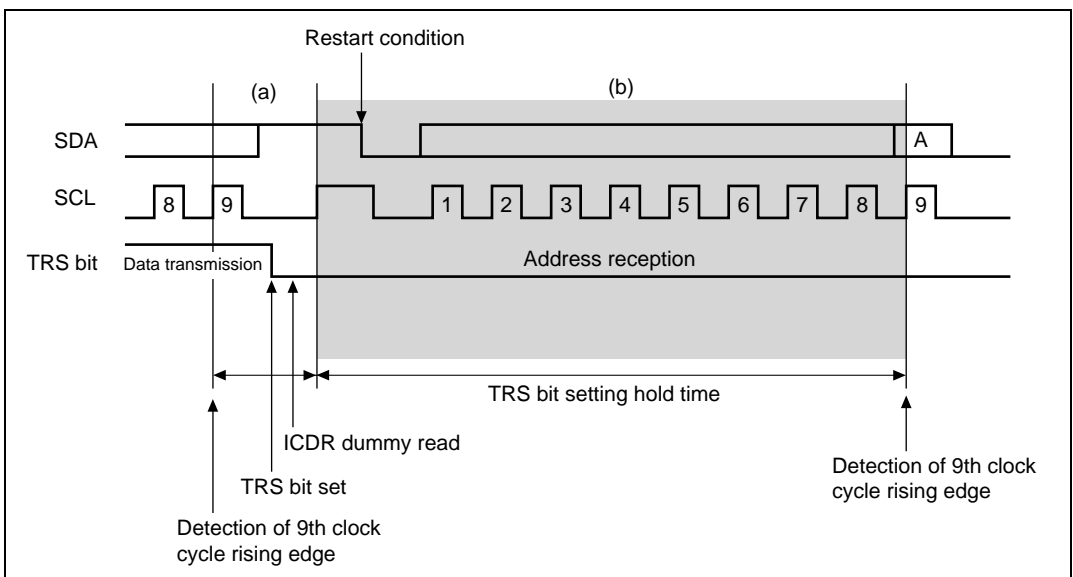 Restart condition
(a)
(b)
SDA
A
SCL
8
9
1
2
3
4
5
6
7
8
9
TRS bit
Data transmission
Address reception
TRS bit setting hold time
ICDR dummy read
TRS bit set
Detection of 9th clock
cycle rising edge
Detection of 9th clock
cycle rising edge